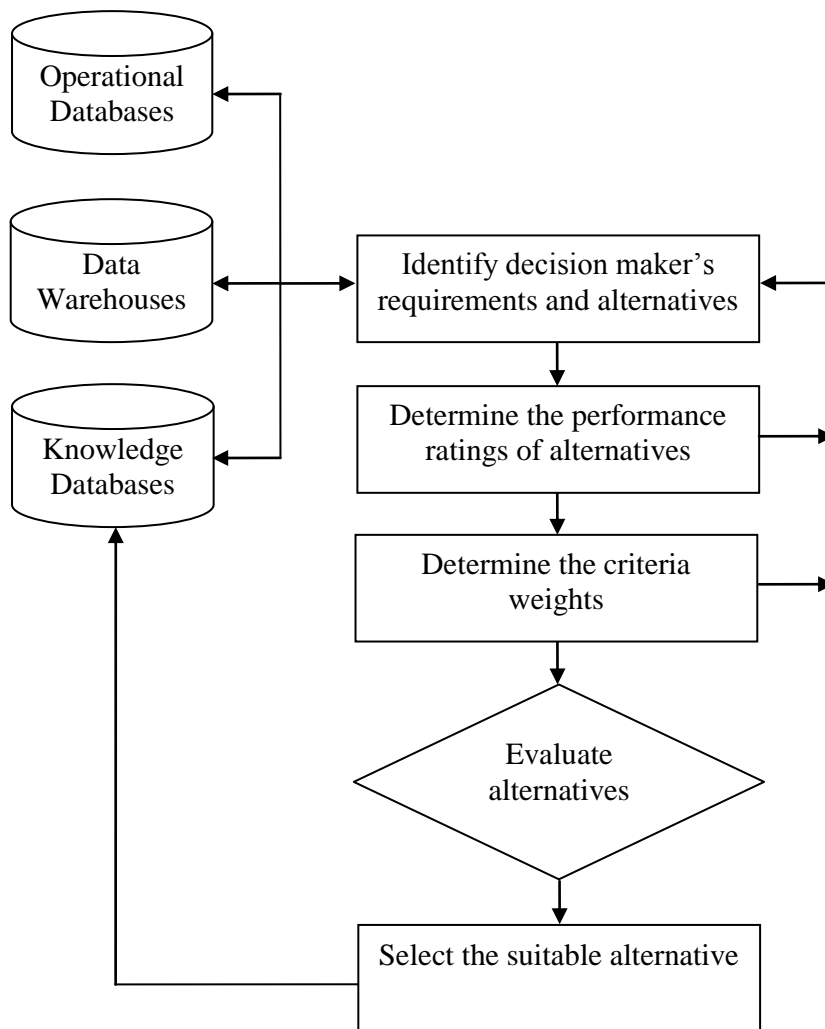 Operational
Databases
Data
Warehouses
Knowledge
Databases
Identify decision maker’s
requirements and alternatives
Determine the performance
ratings of alternatives
Determine the criteria
weights
Evaluate
alternatives
Select the suitable alternative